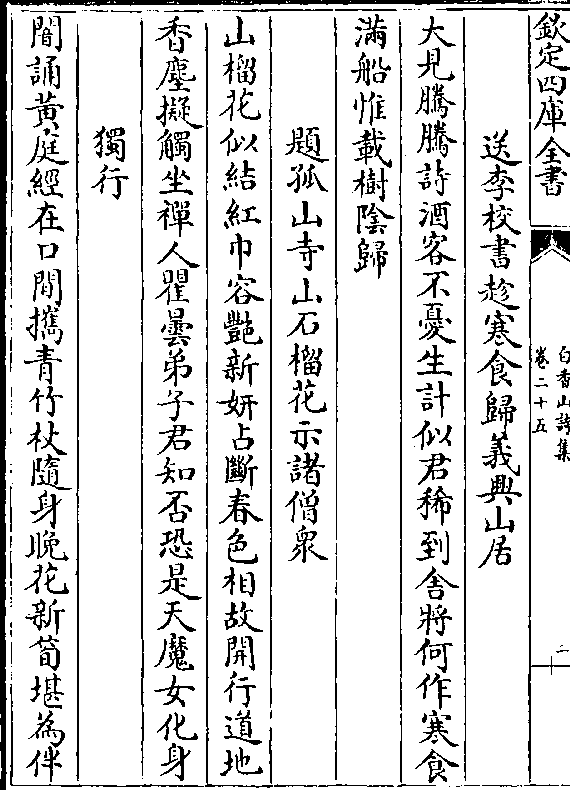 欽定四庫全書
白香山詩集
卷二十五
二
送李校書趁寒食歸義興山居
大見騰騰詩酒客不憂生計似君稀到舍將何作寒食
滿船惟載樹陰歸
題孤山寺山石榴花示諸僧衆
山榴花似結紅巾容艷新妍占斷春色相故開行道地
香塵擬觸坐禪人瞿曇弟子君知否恐是天魔女化身
獨行
闇誦黃庭經在口閒攜青竹杖隨身晚花新筍堪為伴